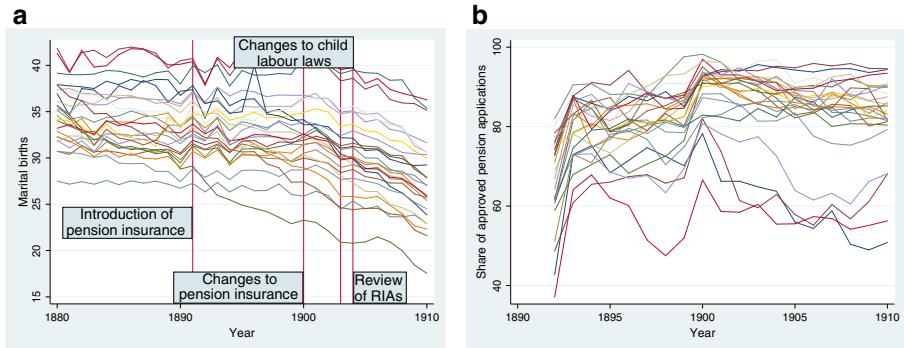 a
Changes to child
labour laws
Marital births
40
35
30
25
20
15
Introduction of
pension insurance
Changes to
pension insurance
Review
of RIAs
1880
1890
1900
1910
Year
b
Share of approved pension applications
100
80
60
40
1890
1895
1900
1905
1910
Year